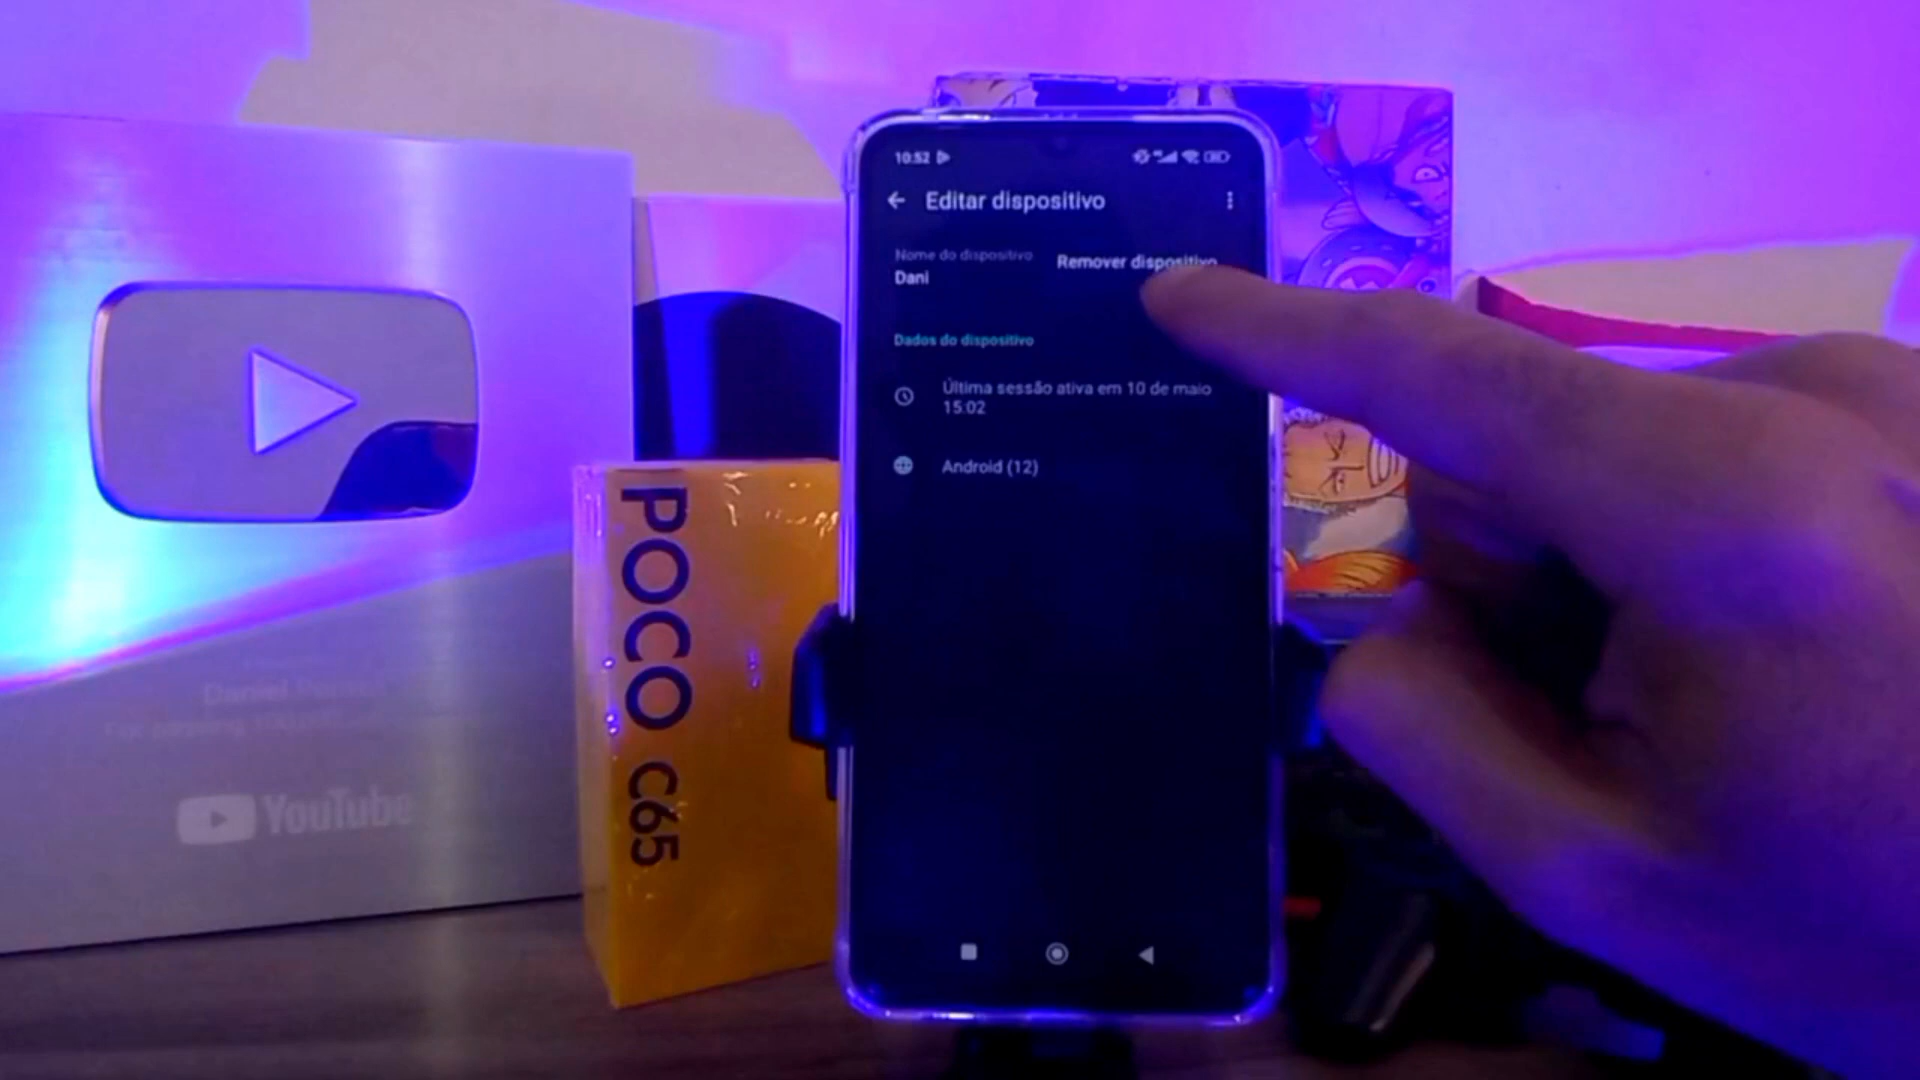 10:52
Editar dispositivo
Nome do dispositivo
Dani
Remover dispositivo
Dados do dispositivo
Última sessão ativa em 10 de maio
15:02
Android (12)
POCO C65
Daniel
YouTube